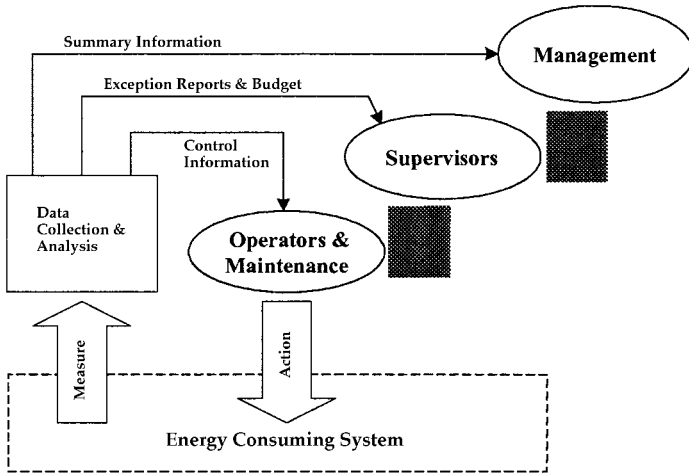 Summary Information
Management
Exception Reports & Budget
Control
Information
Supervisors
Data
Collection &
Analysis
Operators &
Maintenance
Measure
Action
Energy Consuming System